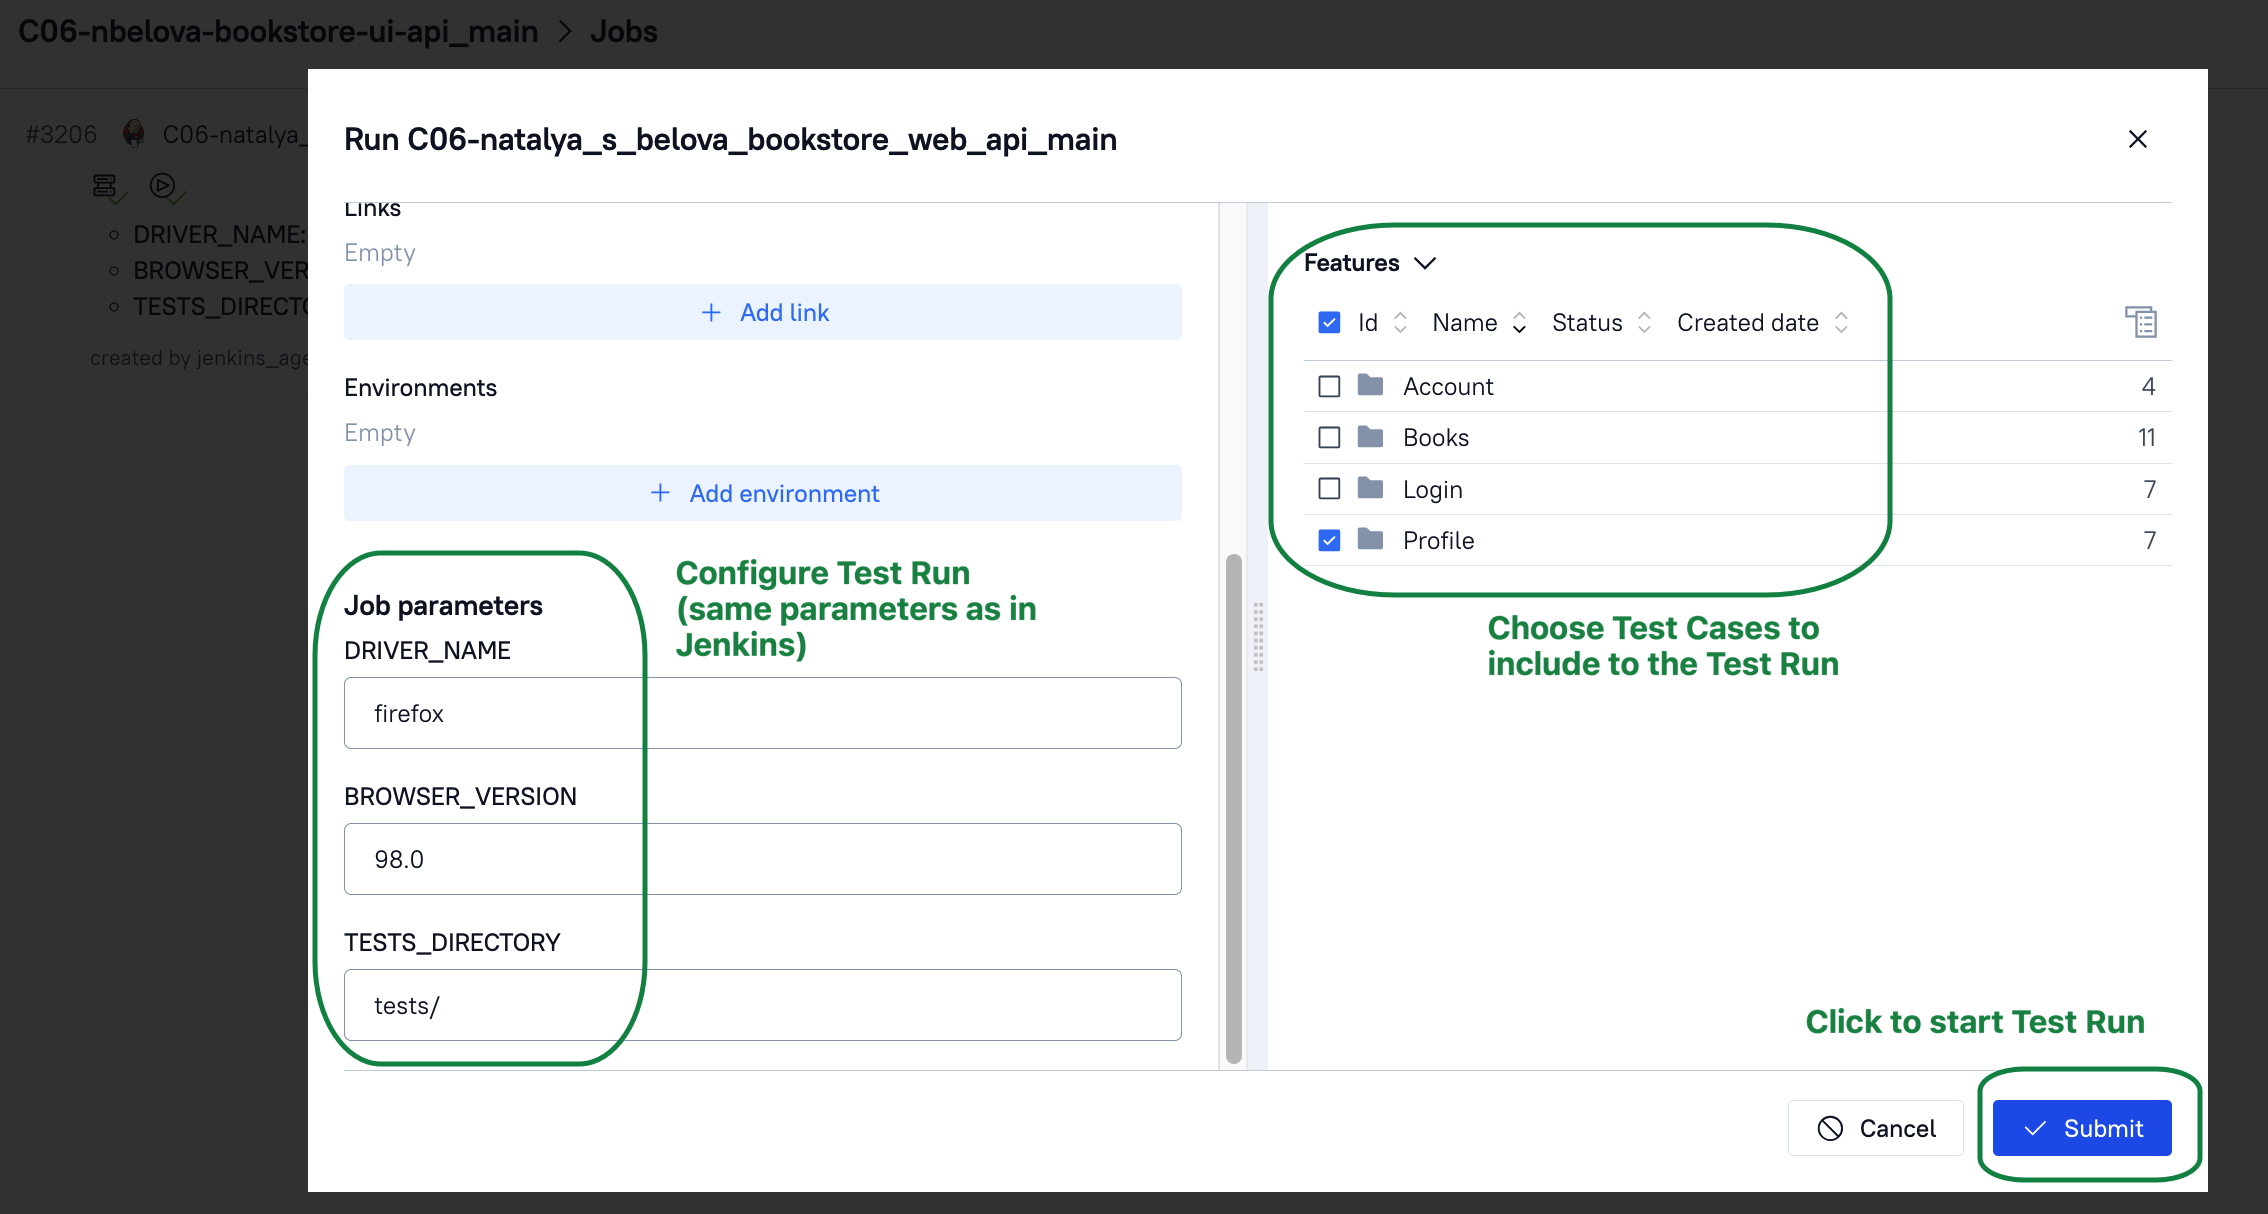 C06-nbelova-bookstore-ui-api_main > Jobs
#3206 C06-natalya_
DRIVER_NAME:
BROWSER_VER
TESTS_DIRECTO
created by jenkins_age
Run C06-natalya_s_belova_bookstore_web_api_main
Links
Empty
+ Add link
Environments
Empty
+ Add environment
Job parameters
Configure Test Run
(same parameters as in
Jenkins)
DRIVER_NAME
firefox
BROWSER_VERSION
98.0
TESTS_DIRECTORY
tests/
Features
Id Name Status Created date
Account 4
Books 11
Login 7
Profile 7
Choose Test Cases to
include to the Test Run
Click to start Test Run
Cancel Submit